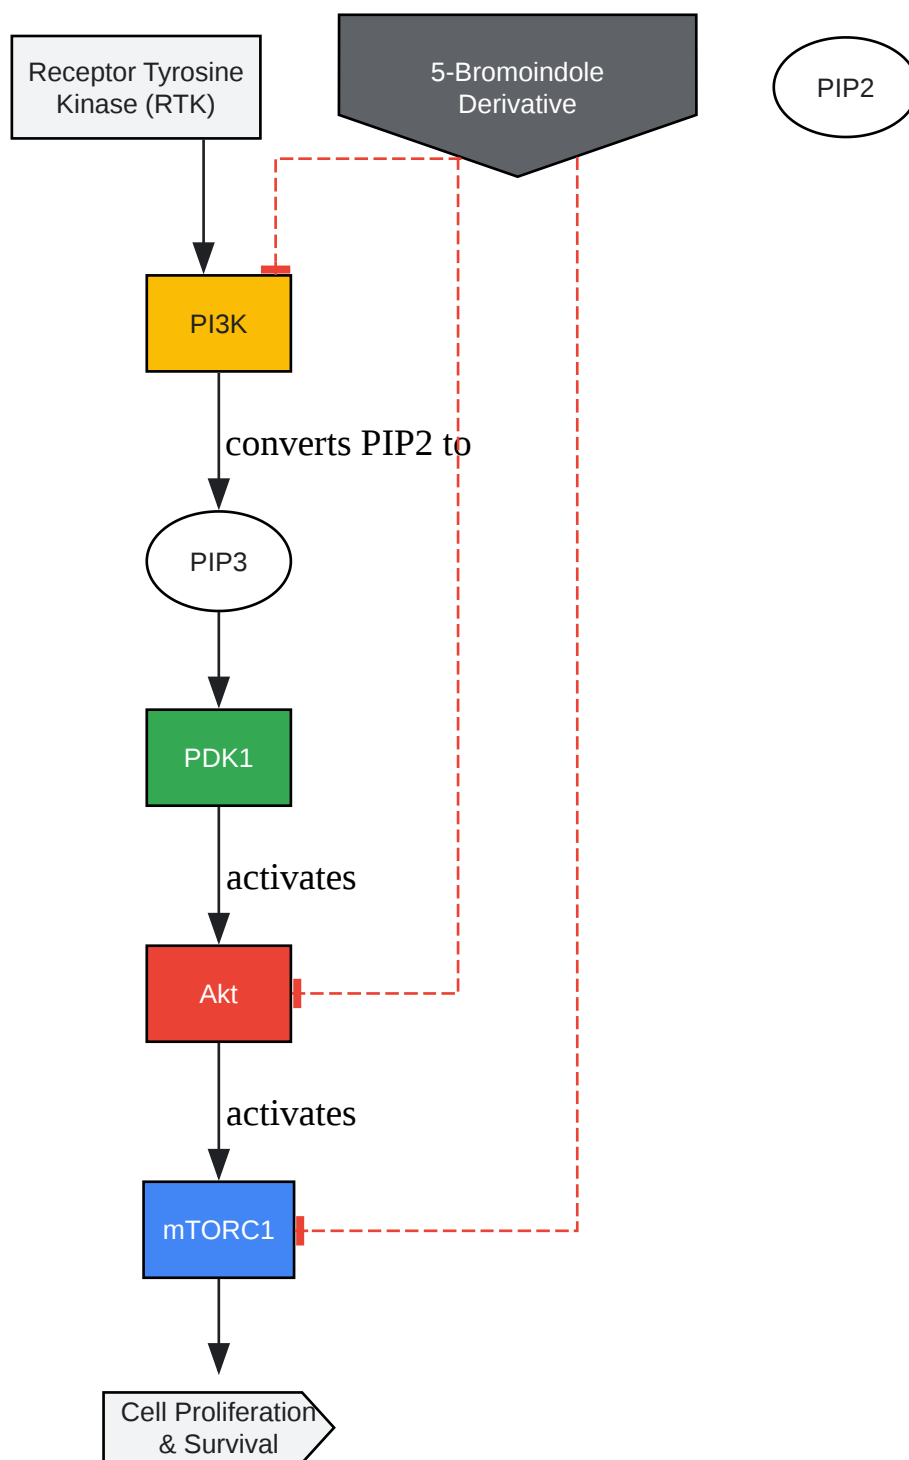 Receptor Tyrosine
Kinase (RTK)
5-Bromoindole
Derivative
PIP2
PI3K
converts PIP2 to
PIP3
PDK1
activates
Akt
activates
mTORC1
Cell Proliferation
& Survival